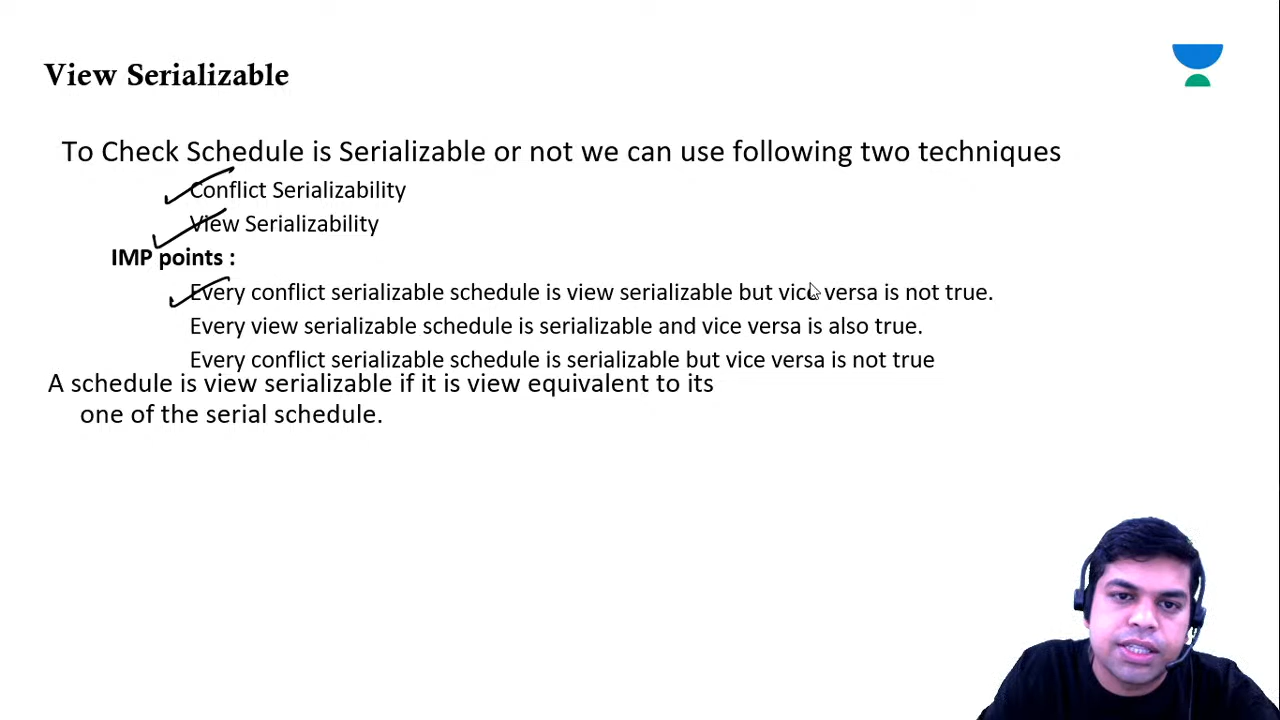 View Serializable
To Check Schedule is Serializable or not we can use following two techniques
Conflict Serializability
View Serializability
IMP points :
Every conflict serializable schedule is view serializable but vice versa is not true.
Every view serializable schedule is serializable and vice versa is also true.
Every conflict serializable schedule is serializable but vice versa is not true
A schedule is view serializable if it is view equivalent to its
one of the serial schedule.